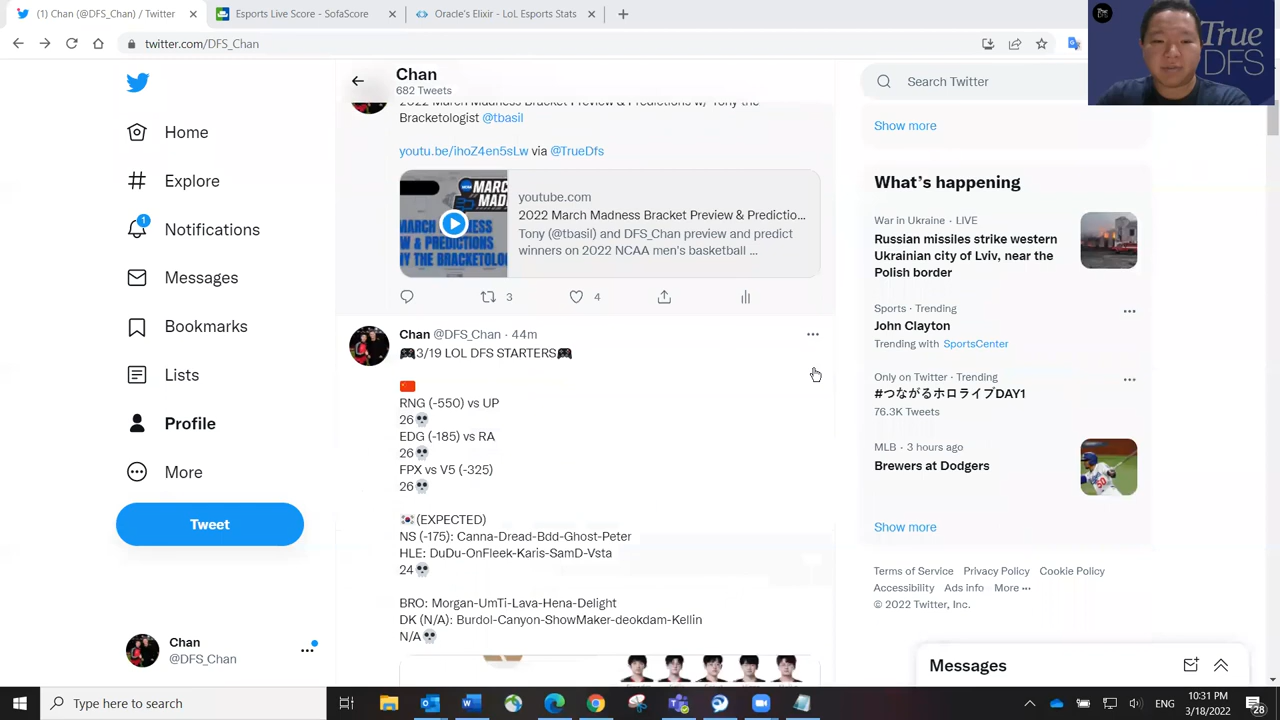 (1) Chan (@DFS_Chan) / Twitter
Esports Live Score - SofaScore
Oracle's Elixir - LoL Esports Stats
twitter.com/DFS_Chan
True
DFS
Chan
682 Tweets
Search Twitter
Home
Explore
1
Notifications
Messages
Bookmarks
Lists
Profile
More
Tweet
Chan
@DFS_Chan
2022 March Madness Bracket Preview & Predictions w/ Tony the
Bracketologist @tbasil
youtu.be/ihoZ4en5sLw via @TrueDfs
youtube.com
2022 March Madness Bracket Preview & Predictio...
Tony (@tbasil) and DFS_Chan preview and predict
winners on 2022 NCAA men's basketball ...
3
4
Chan @DFS_Chan · 44m
🎮3/19 LOL DFS STARTERS🎮
🇨🇳
RNG (-550) vs UP
26💀
EDG (-185) vs RA
26💀
FPX vs V5 (-325)
26💀
🇰🇷(EXPECTED)
NS (-175): Canna-Dread-Bdd-Ghost-Peter
HLE: DuDu-OnFleek-Karis-SamD-Vsta
24💀
BRO: Morgan-UmTi-Lava-Hena-Delight
DK (N/A): Burdol-Canyon-ShowMaker-deokdam-Kellin
N/A💀
Show more
What's happening
War in Ukraine · LIVE
Russian missiles strike western
Ukrainian city of Lviv, near the
Polish border
Sports · Trending
John Clayton
Trending with SportsCenter
Only on Twitter · Trending
#つながるホロライブDAY1
76.3K Tweets
MLB · 3 hours ago
Brewers at Dodgers
Show more
Terms of Service Privacy Policy Cookie Policy
Accessibility Ads info More ···
© 2022 Twitter, Inc.
Messages
Type here to search
ENG
10:31 PM
3/18/2022
28